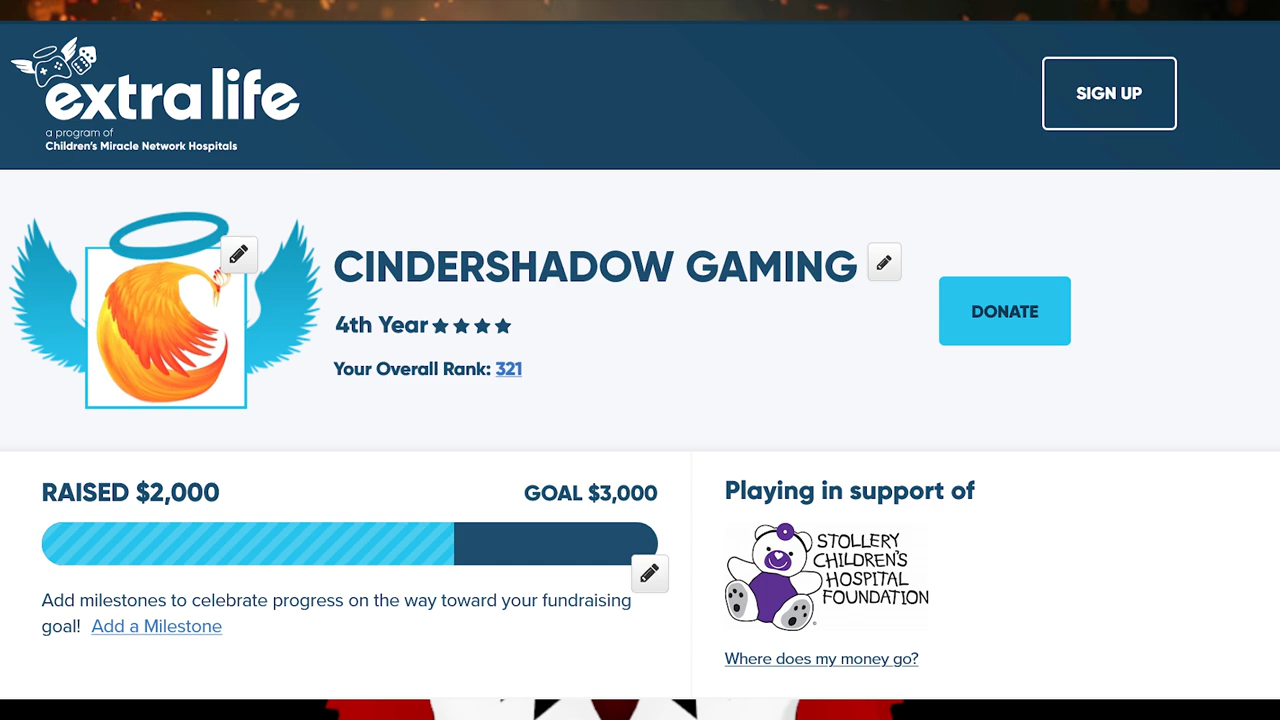 extra life
a program of
Children's Miracle Network Hospitals
SIGN UP
CINDERSHADOW GAMING
4th Year
Your Overall Rank: 321
DONATE
RAISED $2,000
GOAL $3,000
Add milestones to celebrate progress on the way toward your fundraising
goal! Add a Milestone
Playing in support of
STOLLERY
CHILDREN'S
HOSPITAL
FOUNDATION
Where does my money go?